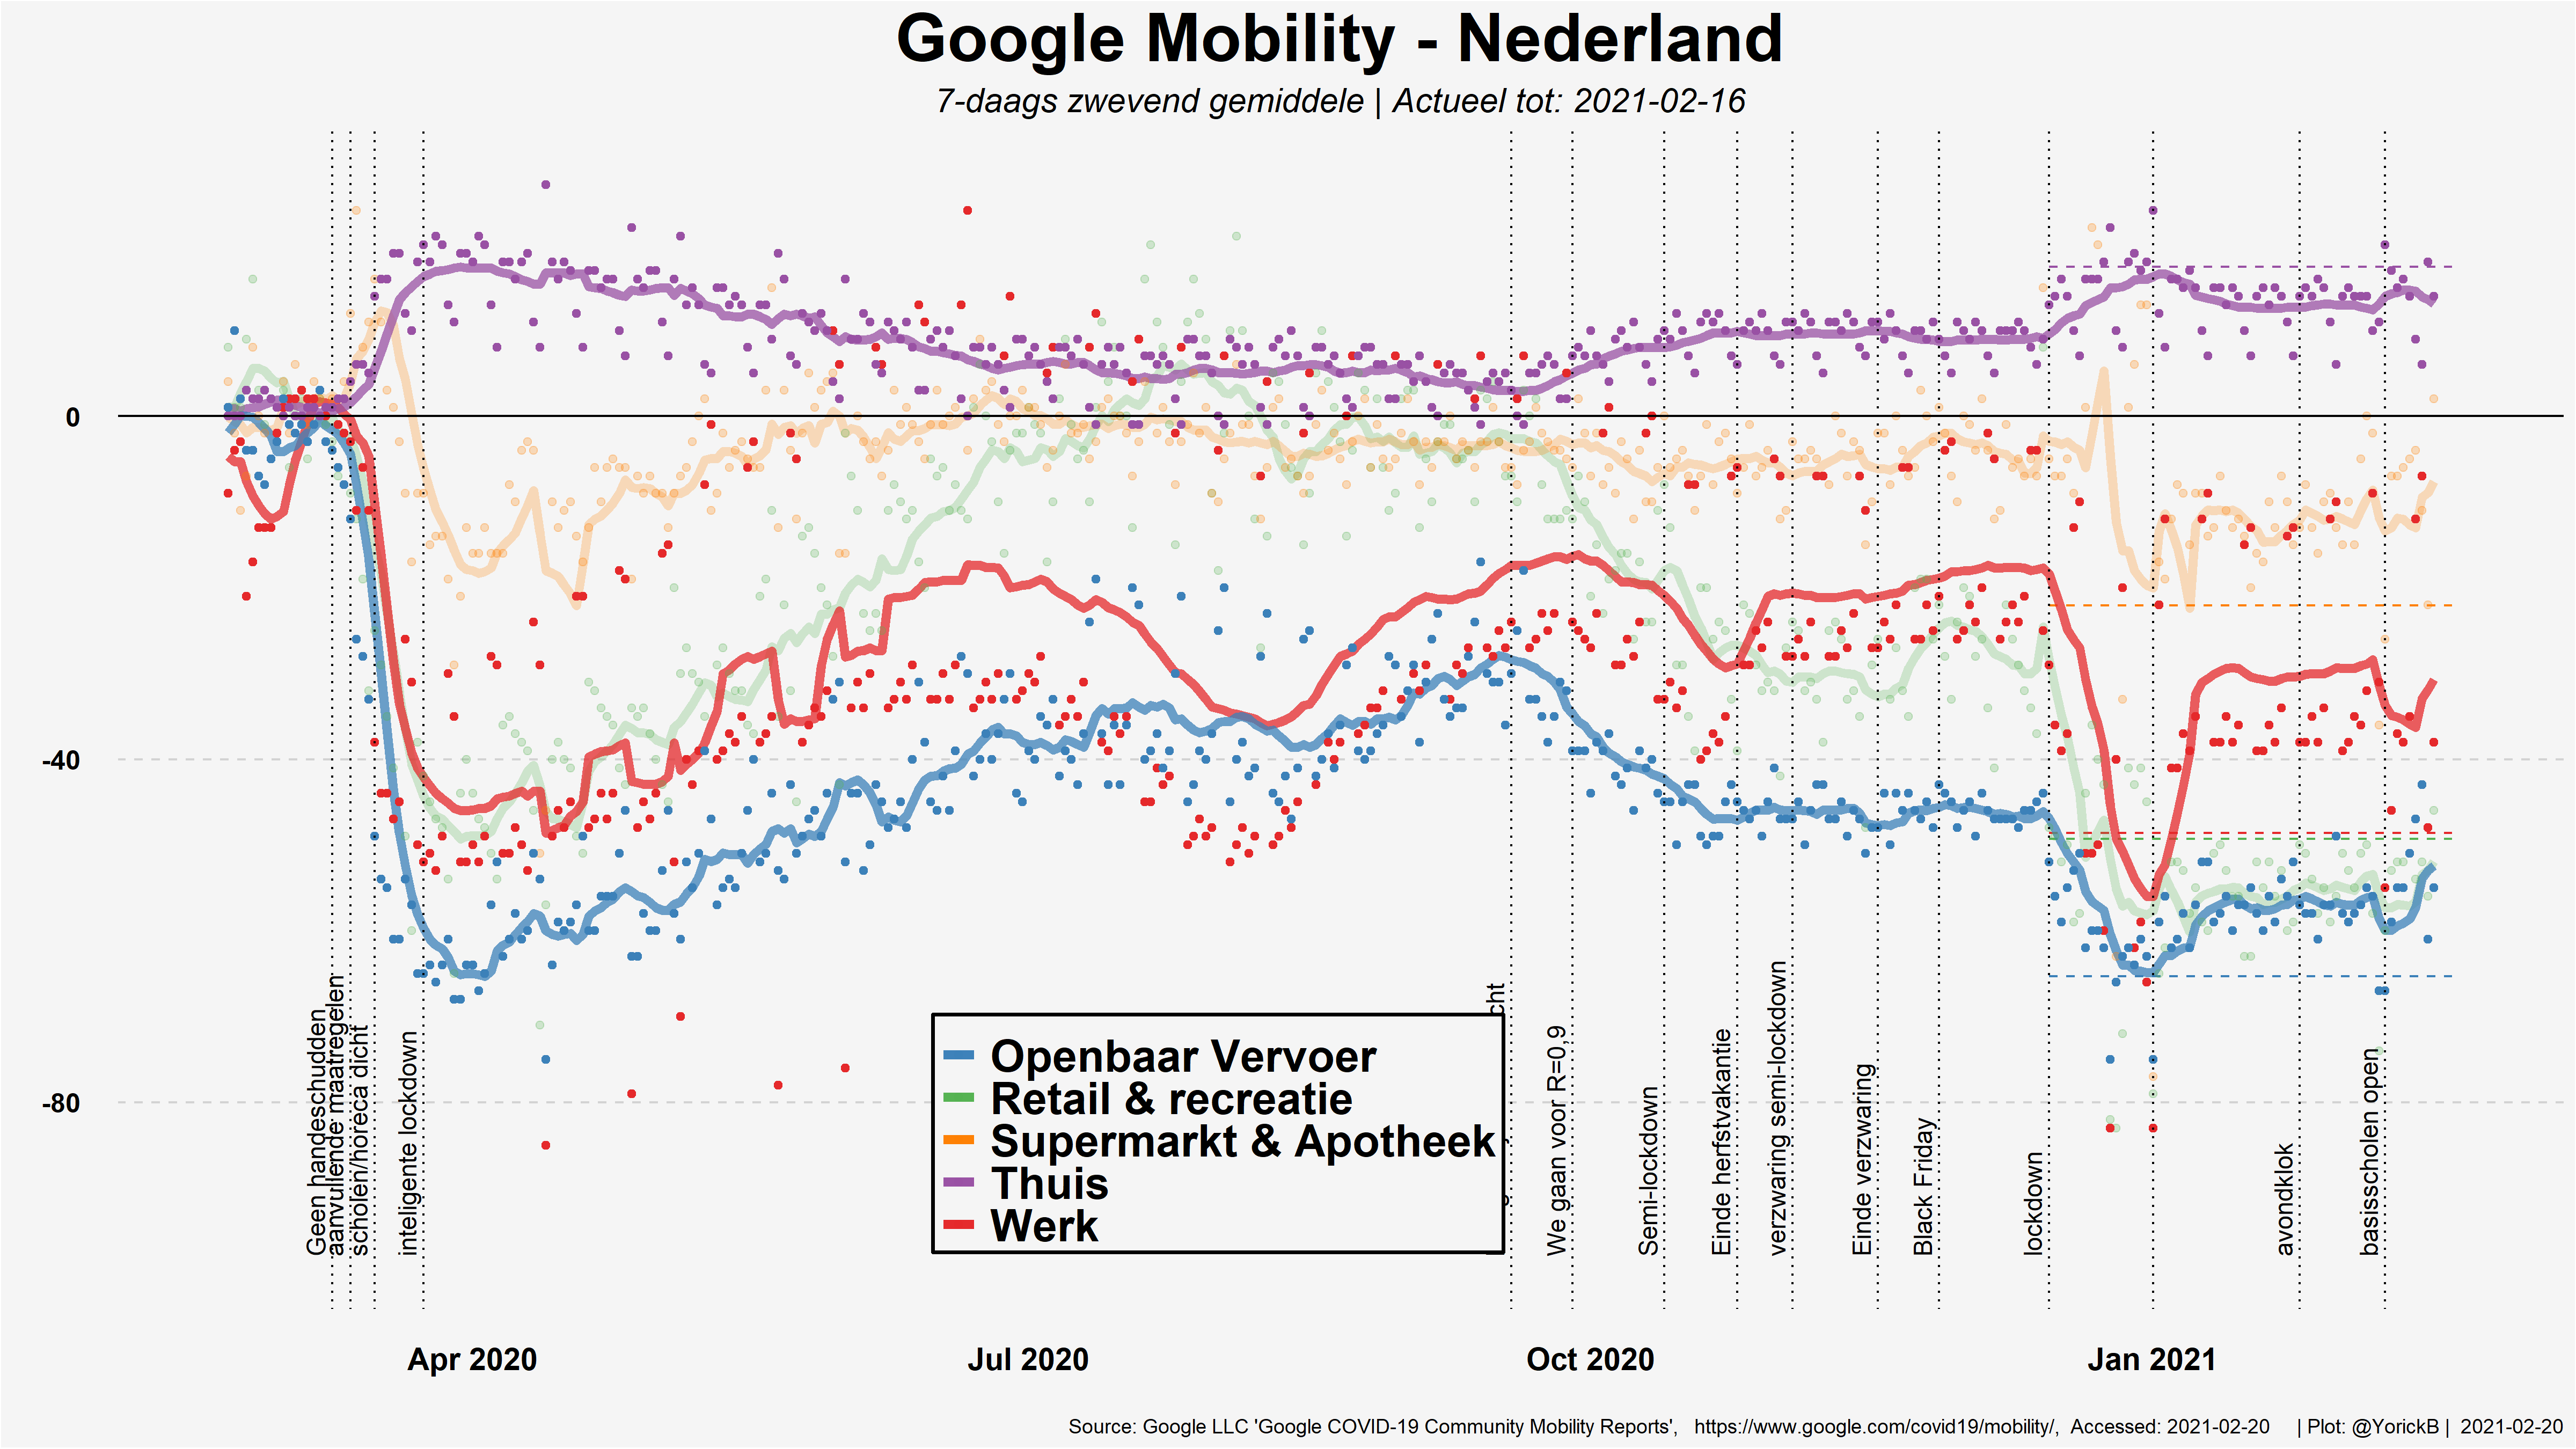 Google Mobility - Nederland
7-daags zwevend gemiddele | Actueel tot: 2021-02-16
0
-40
-80
Geen handeschudden
aanvullende maatregelen
scholen/horeca dicht
inteligente lockdown
cht
We gaan voor R=0,9
Semi-lockdown
Einde herfstvakantie
verzwaring semi-lockdown
Einde verzwaring
Black Friday
lockdown
avondklok
basisscholen open
Openbaar Vervoer
Retail & recreatie
Supermarkt & Apotheek
Thuis
Werk
Apr 2020
Jul 2020
Oct 2020
Jan 2021
Source: Google LLC 'Google COVID-19 Community Mobility Reports', https://www.google.com/covid19/mobility/, Accessed: 2021-02-20 | Plot: @YorickB | 2021-02-20